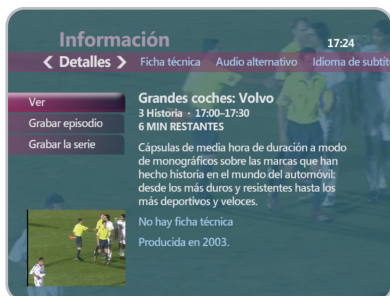 Información
17:24
❮ Detalles ❯ Ficha técnica Audio alternativo Idioma de subtít
Ver
Grabar episodio
Grabar la serie
Grandes coches: Volvo
3 Historia · 17:00–17:30
6 MIN RESTANTES
Cápsulas de media hora de duración a modo
de monográficos sobre las marcas que han
hecho historia en el mundo del automóvil:
desde los más duros y resistentes hasta los
más deportivos y veloces.
No hay ficha técnica
Producida en 2003.